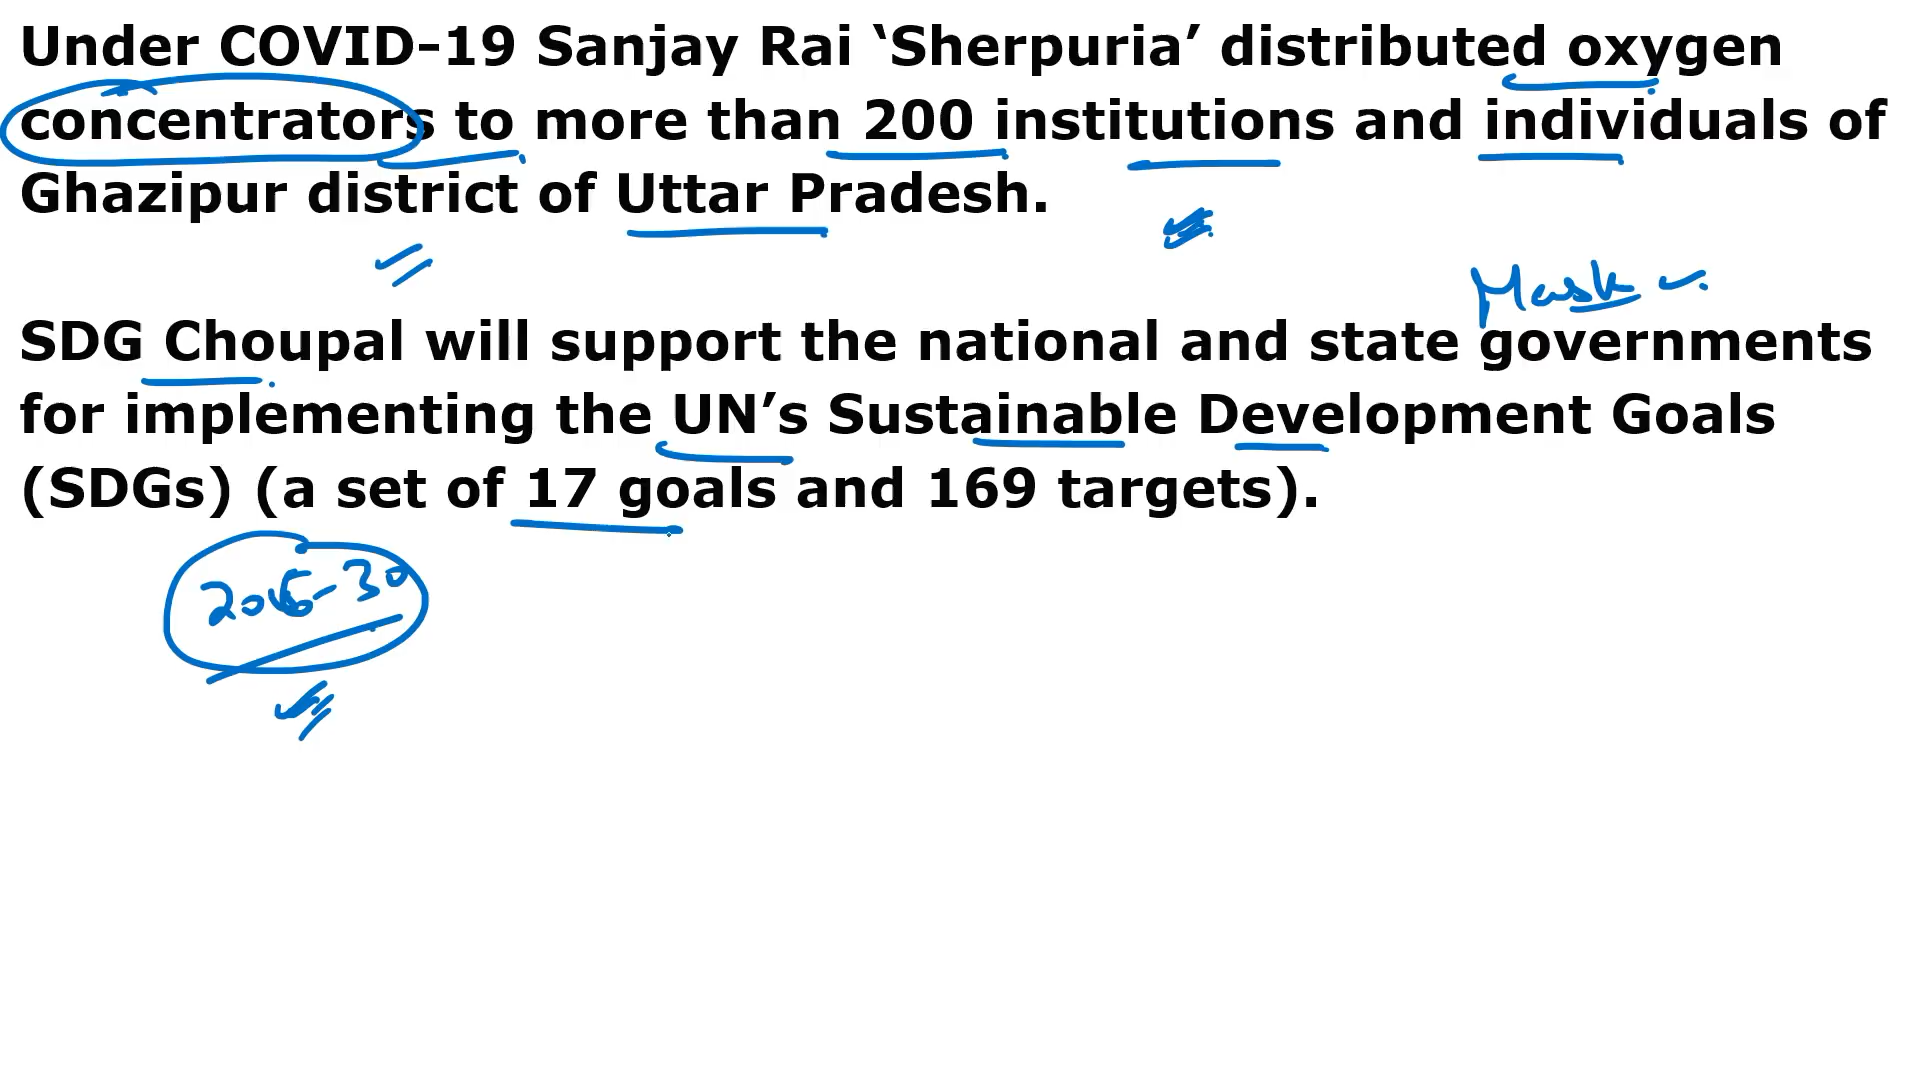 Under COVID-19 Sanjay Rai ‘Sherpuria’ distributed oxygen
concentrators to more than 200 institutions and individuals of
Ghazipur district of Uttar Pradesh.
Mask
SDG Choupal will support the national and state governments
for implementing the UN’s Sustainable Development Goals
(SDGs) (a set of 17 goals and 169 targets).